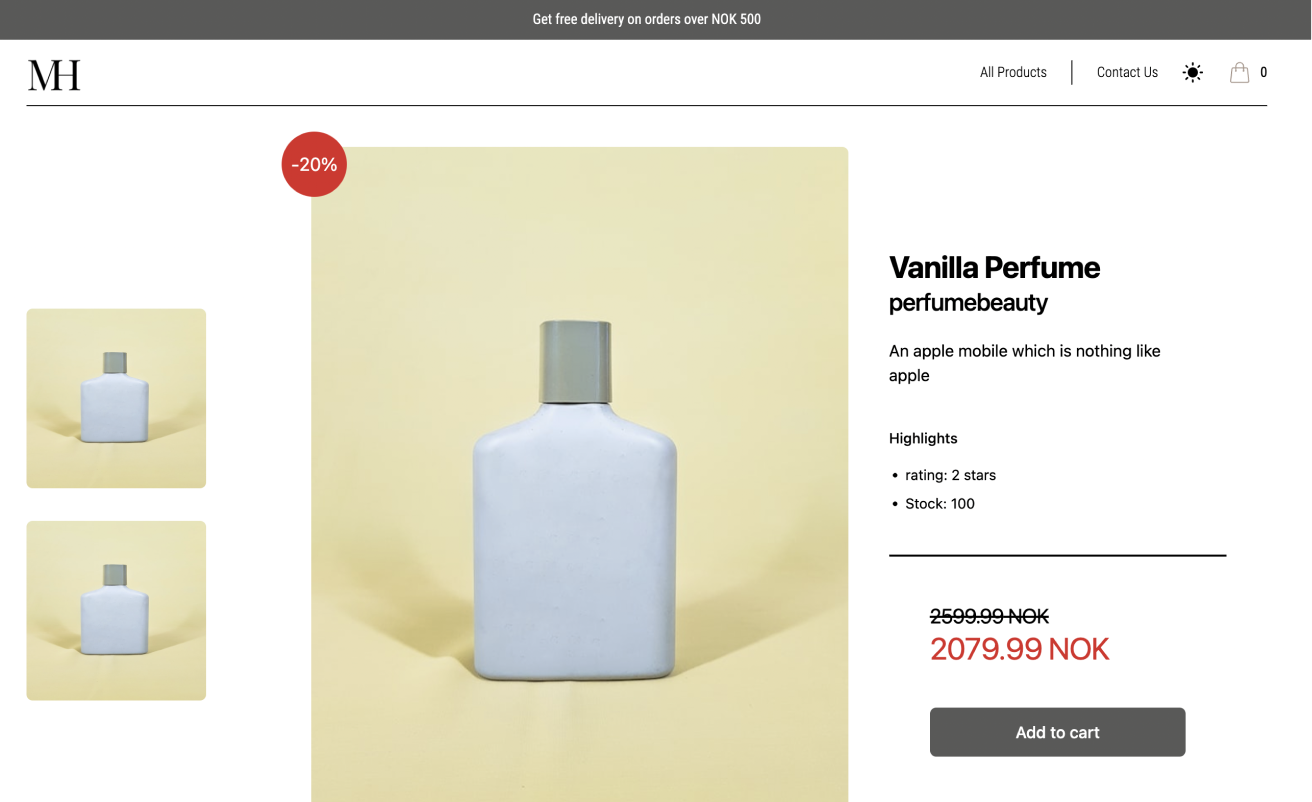 Get free delivery on orders over NOK 500
MH
All Products
Contact Us
0
-20%
Vanilla Perfume
perfumebeauty
An apple mobile which is nothing like
apple
Highlights
• rating: 2 stars
• Stock: 100
2599.99 NOK
2079.99 NOK
Add to cart